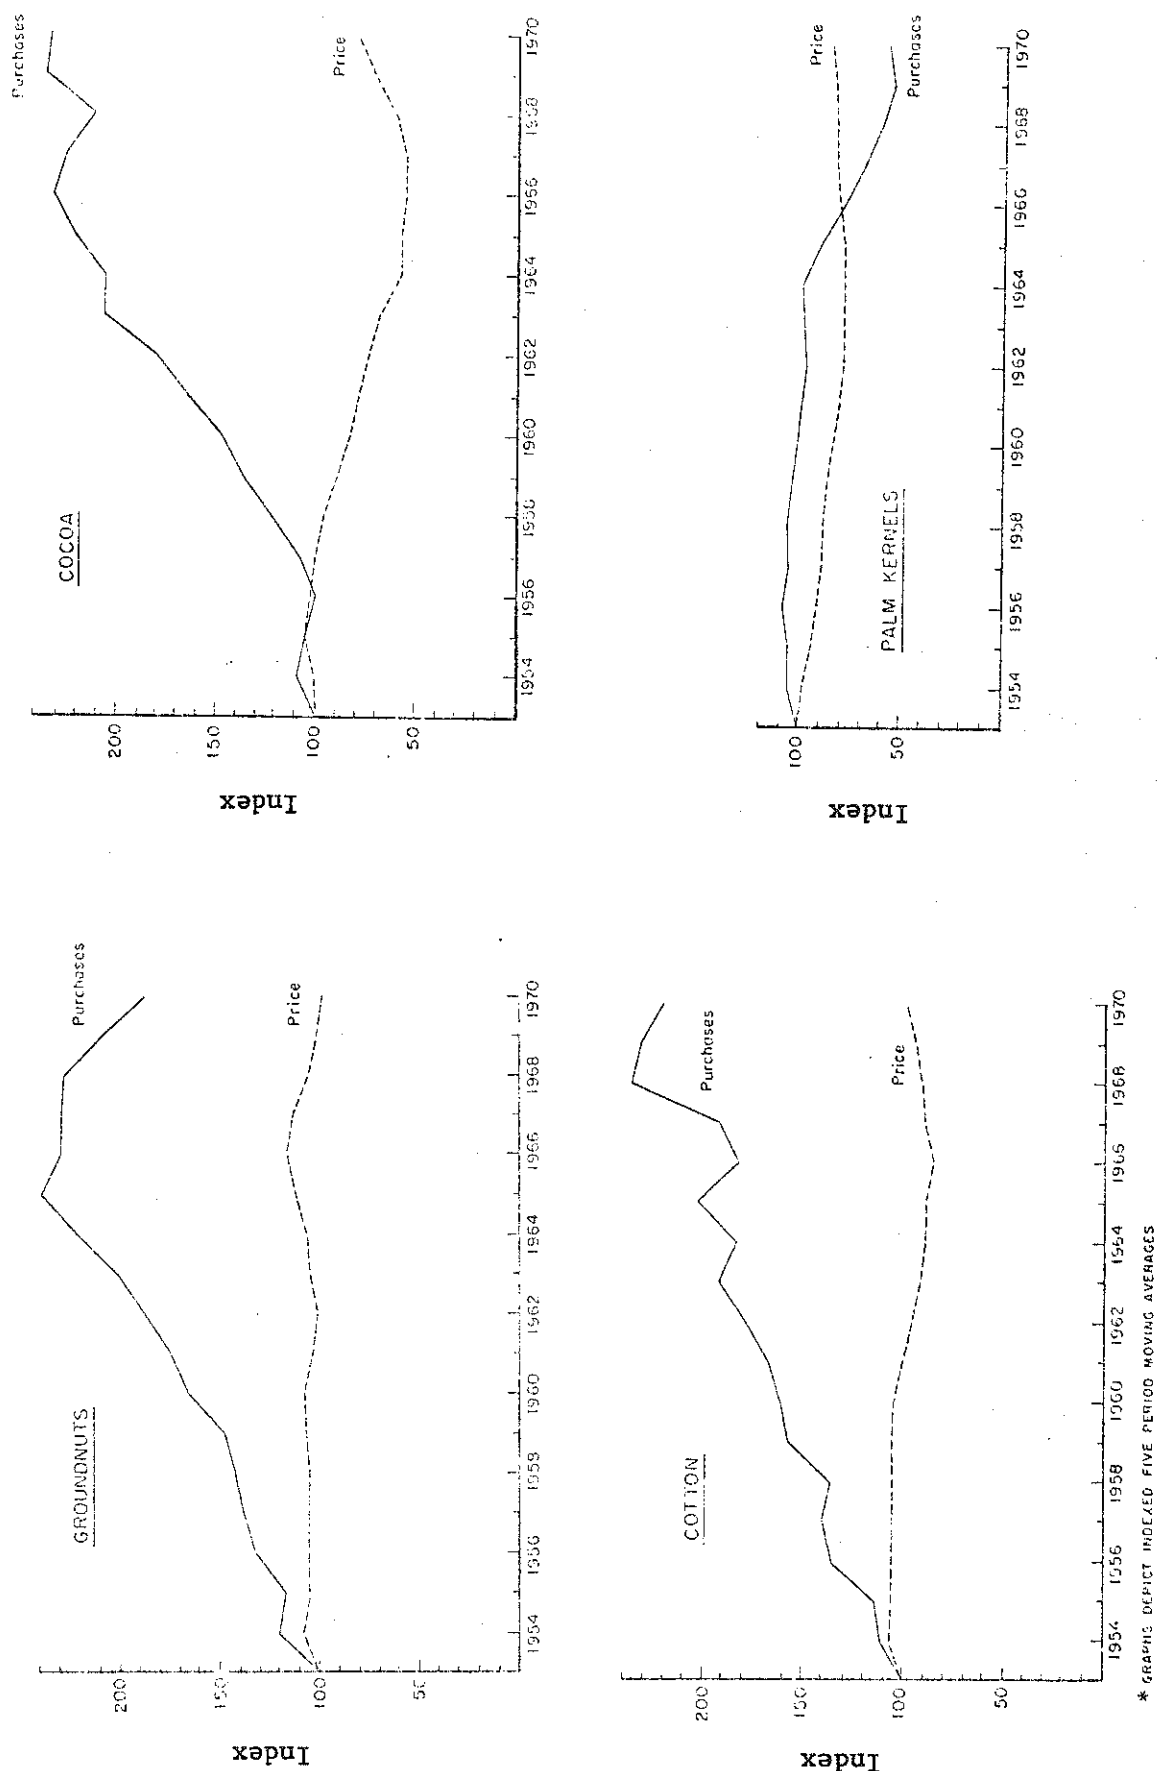 GROUNDNUTS
Index
200
150
100
50
Purchases
Price
1954
1956
1958
1960
1962
1964
1966
1968
1970
COCOA
Index
200
150
100
50
Purchases
Price
1954
1956
1958
1960
1962
1964
1966
1968
1970
COTTON
Index
200
150
100
50
Purchases
Price
1954
1956
1958
1960
1962
1964
1966
1968
1970
PALM KERNELS
Index
100
50
Price
Purchases
1954
1956
1958
1960
1962
1964
1966
1968
1970
* GRAPHS DEPICT INDEXED FIVE PERIOD MOVING AVERAGES